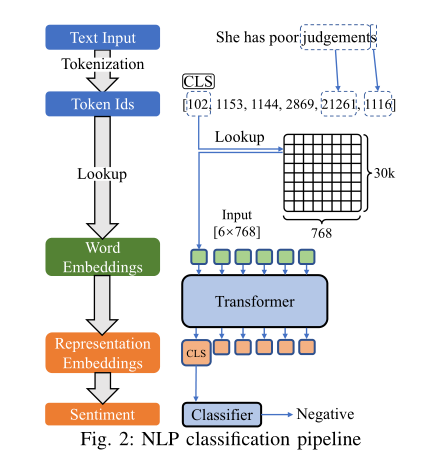 Text Input
She has poor judgements
Tokenization
CLS
Token Ids
[102, 1153, 1144, 2869, 21261, 1116]
Lookup
Lookup
30k
768
Input
[6×768]
Word
Embeddings
Transformer
Representation
Embeddings
CLS
Sentiment
Classifier
Negative
Fig. 2: NLP classification pipeline